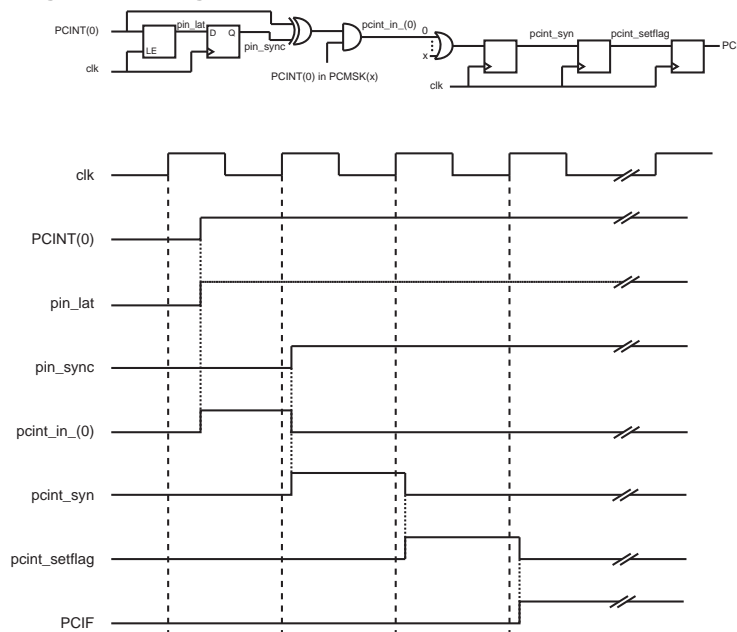 PCINT(0)
LE
pin_lat
D Q
pin_sync
clk
PCINT(0) in PCMSK(x)
pcint_in_(0)
0
x
clk
pcint_syn
pcint_setflag
PC
clk
PCINT(0)
pin_lat
pin_sync
pcint_in_(0)
pcint_syn
pcint_setflag
PCIF